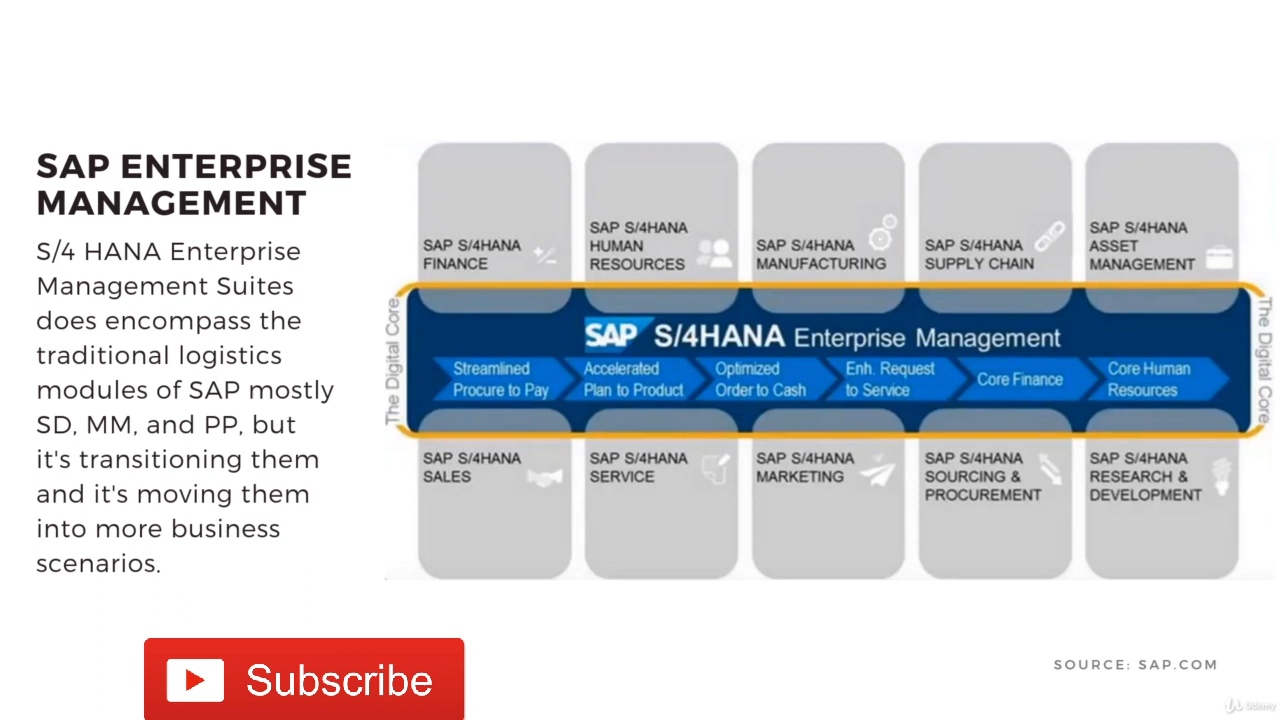 SAP ENTERPRISE
MANAGEMENT
S/4 HANA Enterprise
Management Suites
does encompass the
traditional logistics
modules of SAP mostly
SD, MM, and PP, but
it's transitioning them
and it's moving them
into more business
scenarios.
SAP S/4HANA
FINANCE
SAP S/4HANA
HUMAN
RESOURCES
SAP S/4HANA
MANUFACTURING
SAP S/4HANA
SUPPLY CHAIN
SAP S/4HANA
ASSET
MANAGEMENT
The Digital Core
SAP S/4HANA Enterprise Management
Streamlined
Procure to Pay
Accelerated
Plan to Product
Optimized
Order to Cash
Enh. Request
to Service
Core Finance
Core Human
Resources
The Digital Core
SAP S/4HANA
SALES
SAP S/4HANA
SERVICE
SAP S/4HANA
MARKETING
SAP S/4HANA
SOURCING &
PROCUREMENT
SAP S/4HANA
RESEARCH &
DEVELOPMENT
Subscribe
SOURCE: SAP.COM
Udemy